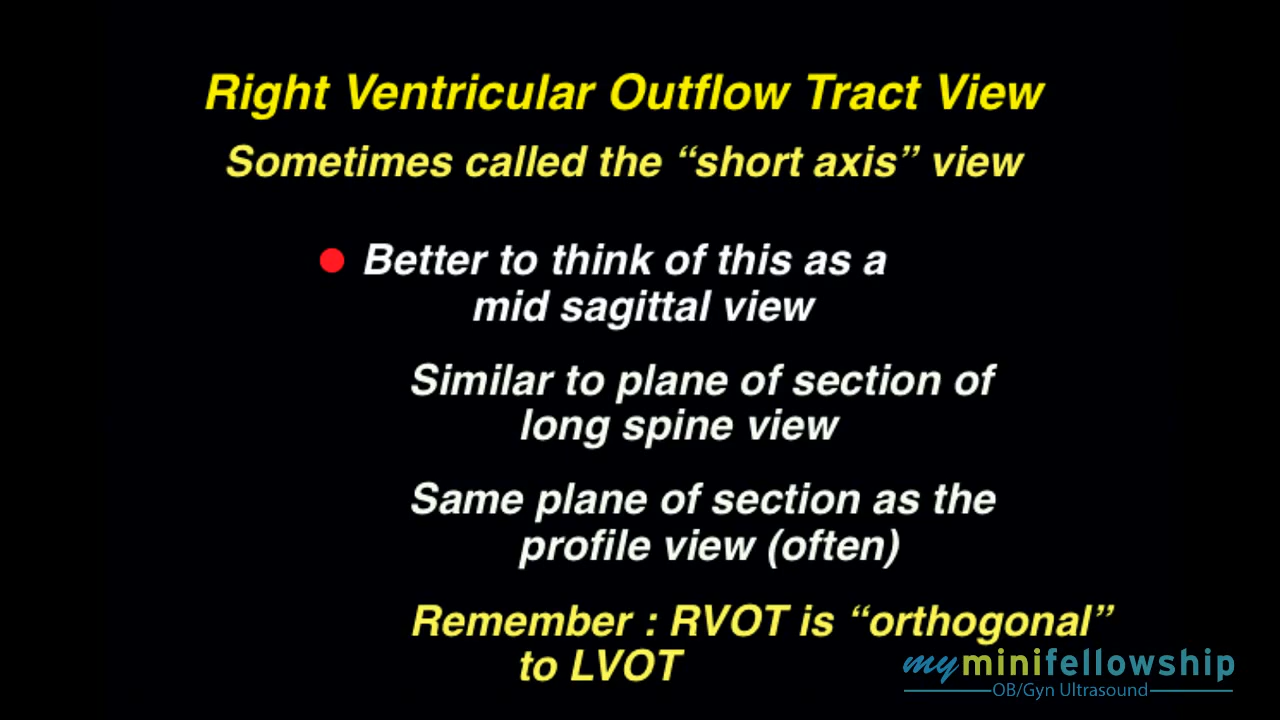 Right Ventricular Outflow Tract View
Sometimes called the “short axis” view
Better to think of this as a
mid sagittal view
Similar to plane of section of
long spine view
Same plane of section as the
profile view (often)
Remember : RVOT is “orthogonal”
to LVOT
myminifellowship
OB/Gyn Ultrasound